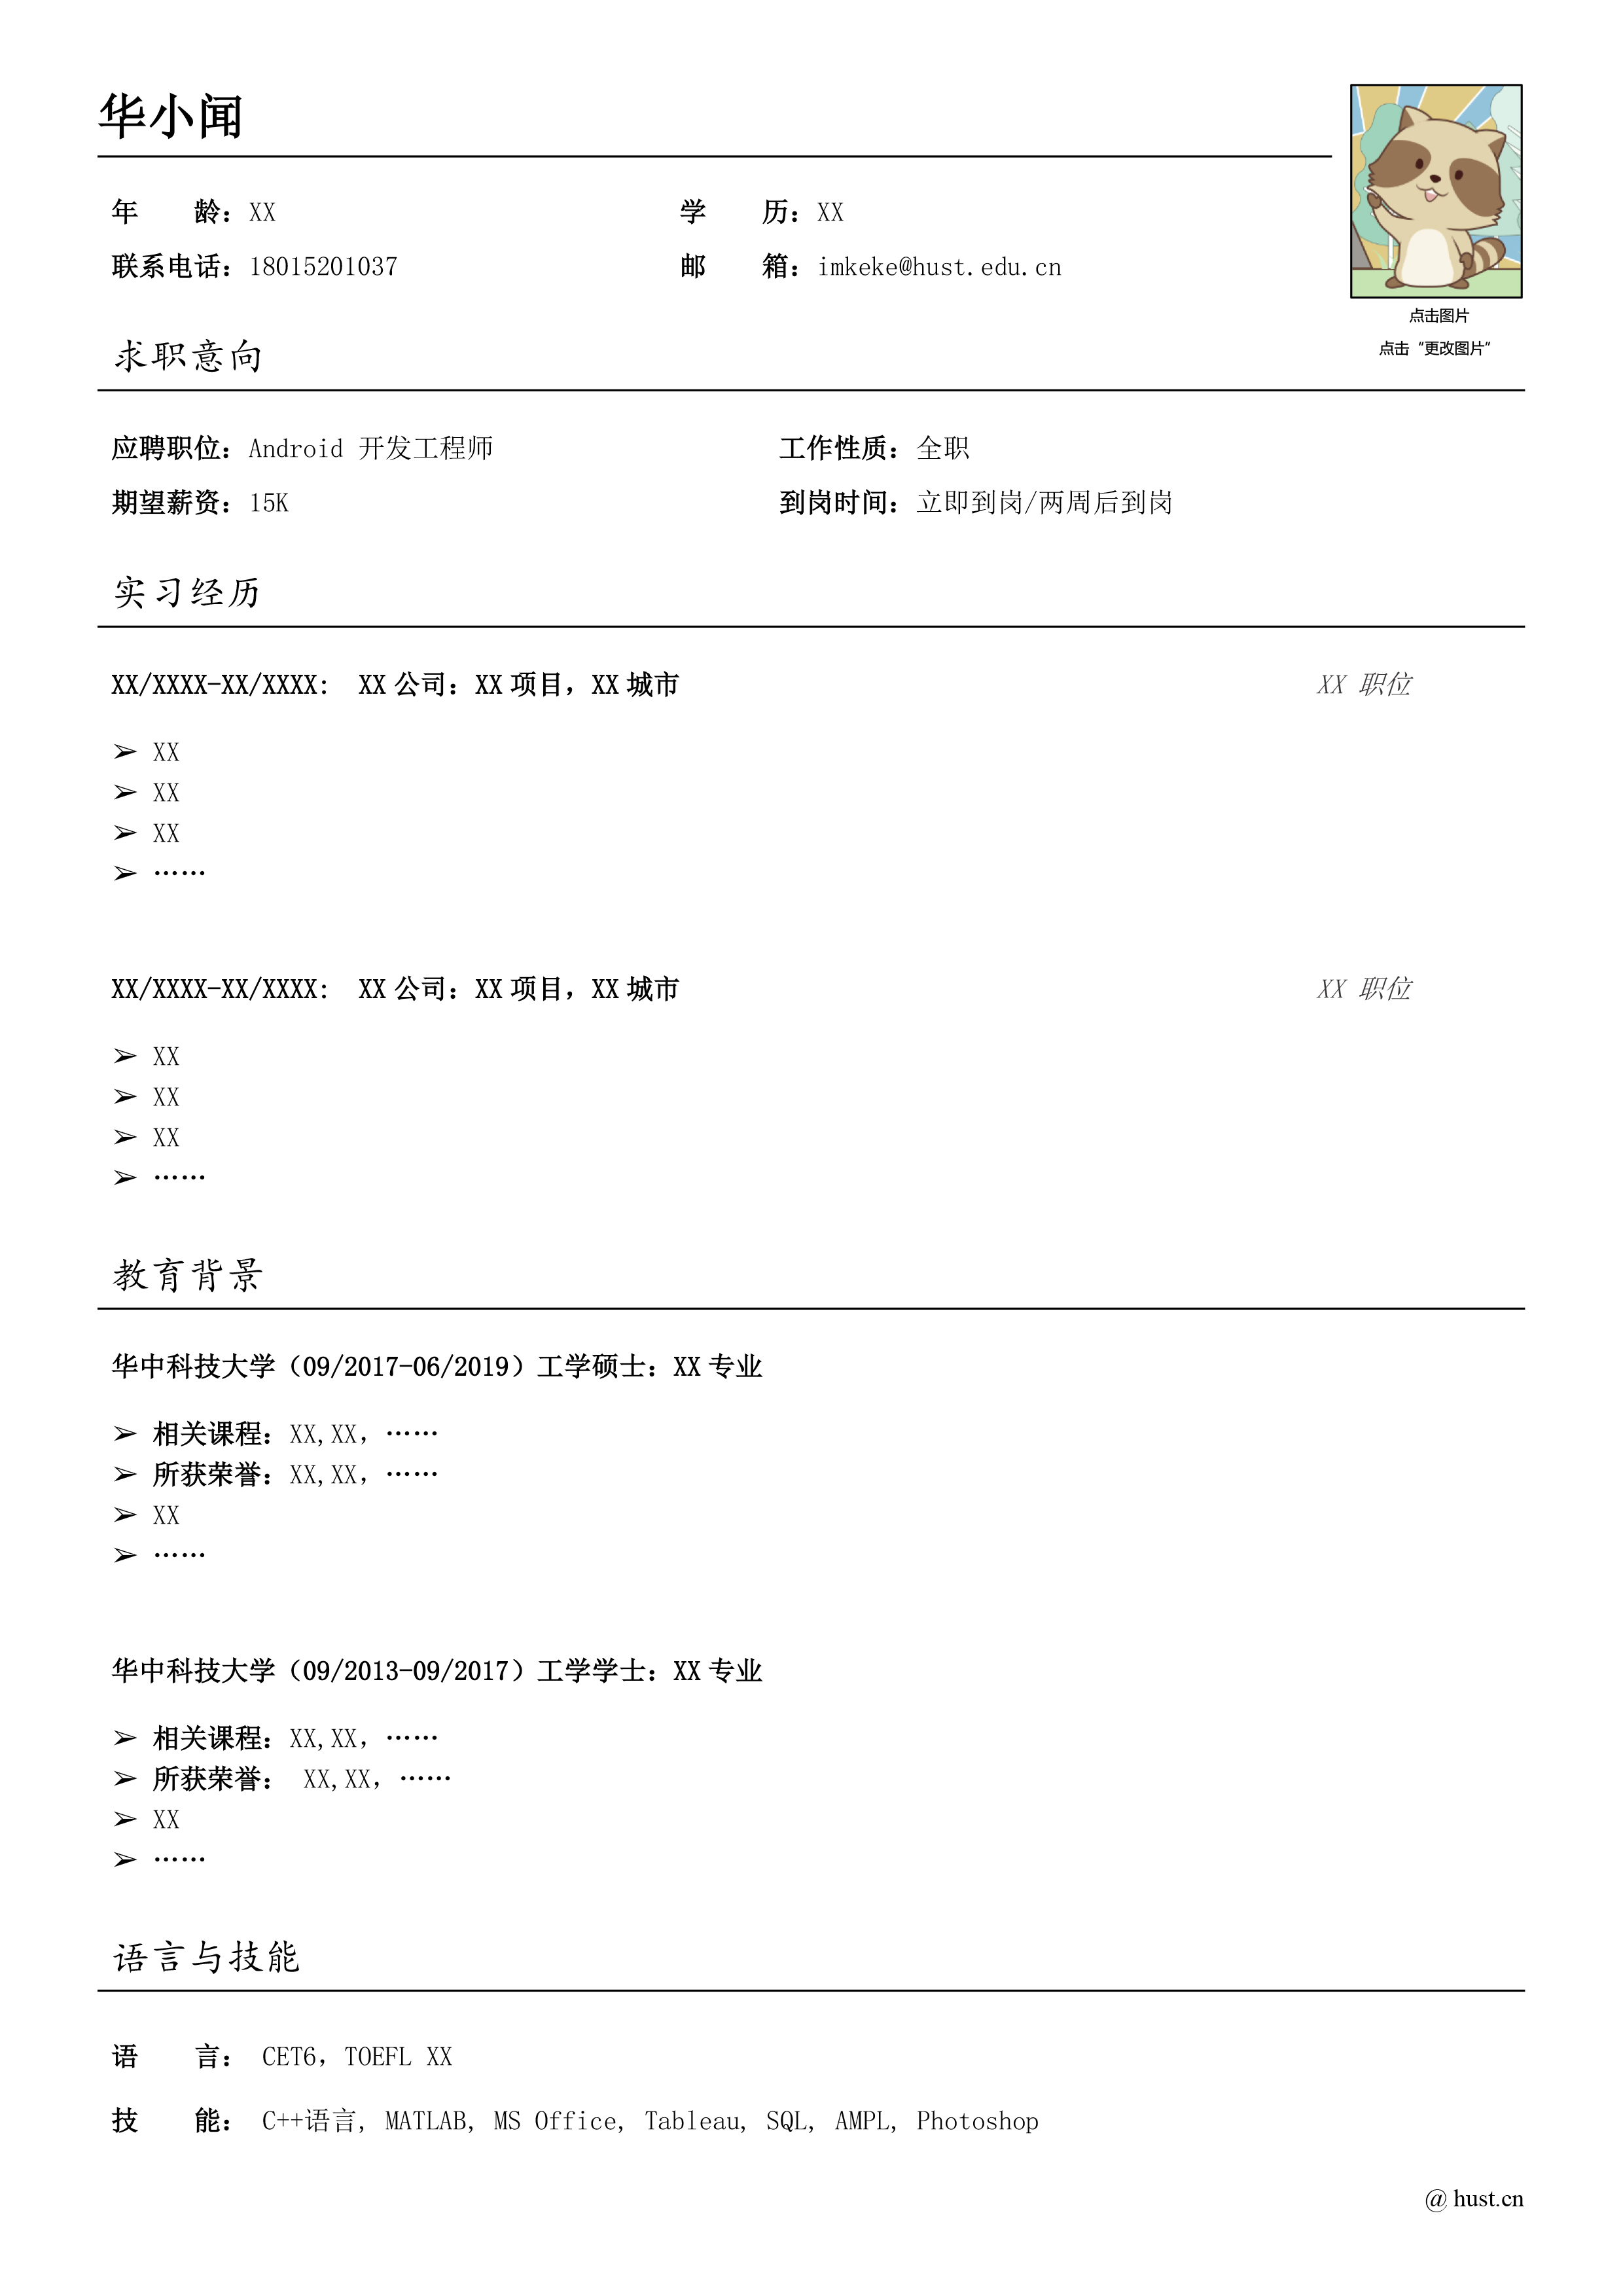 华小闻
年　　龄：XX　　学　　历：XX
联系电话：18015201037　　邮　　箱：imkeke@hust.edu.cn
点击图片
点击“更改图片”
求职意向
应聘职位：Android 开发工程师　　工作性质：全职
期望薪资：15K　　到岗时间：立即到岗/两周后到岗
实习经历
XX/XXXX-XX/XXXX:　XX 公司：XX 项目，XX 城市　　XX 职位
➢ XX
➢ XX
➢ XX
➢ ……
XX/XXXX-XX/XXXX:　XX 公司：XX 项目，XX 城市　　XX 职位
➢ XX
➢ XX
➢ XX
➢ ……
教育背景
华中科技大学（09/2017-06/2019）工学硕士：XX 专业
➢ 相关课程：XX,XX，……
➢ 所获荣誉：XX,XX，……
➢ XX
➢ ……
华中科技大学（09/2013-09/2017）工学学士：XX 专业
➢ 相关课程：XX,XX，……
➢ 所获荣誉： XX,XX，……
➢ XX
➢ ……
语言与技能
语　　言： CET6，TOEFL XX
技　　能： C++语言, MATLAB, MS Office, Tableau, SQL, AMPL, Photoshop
@ hust.cn